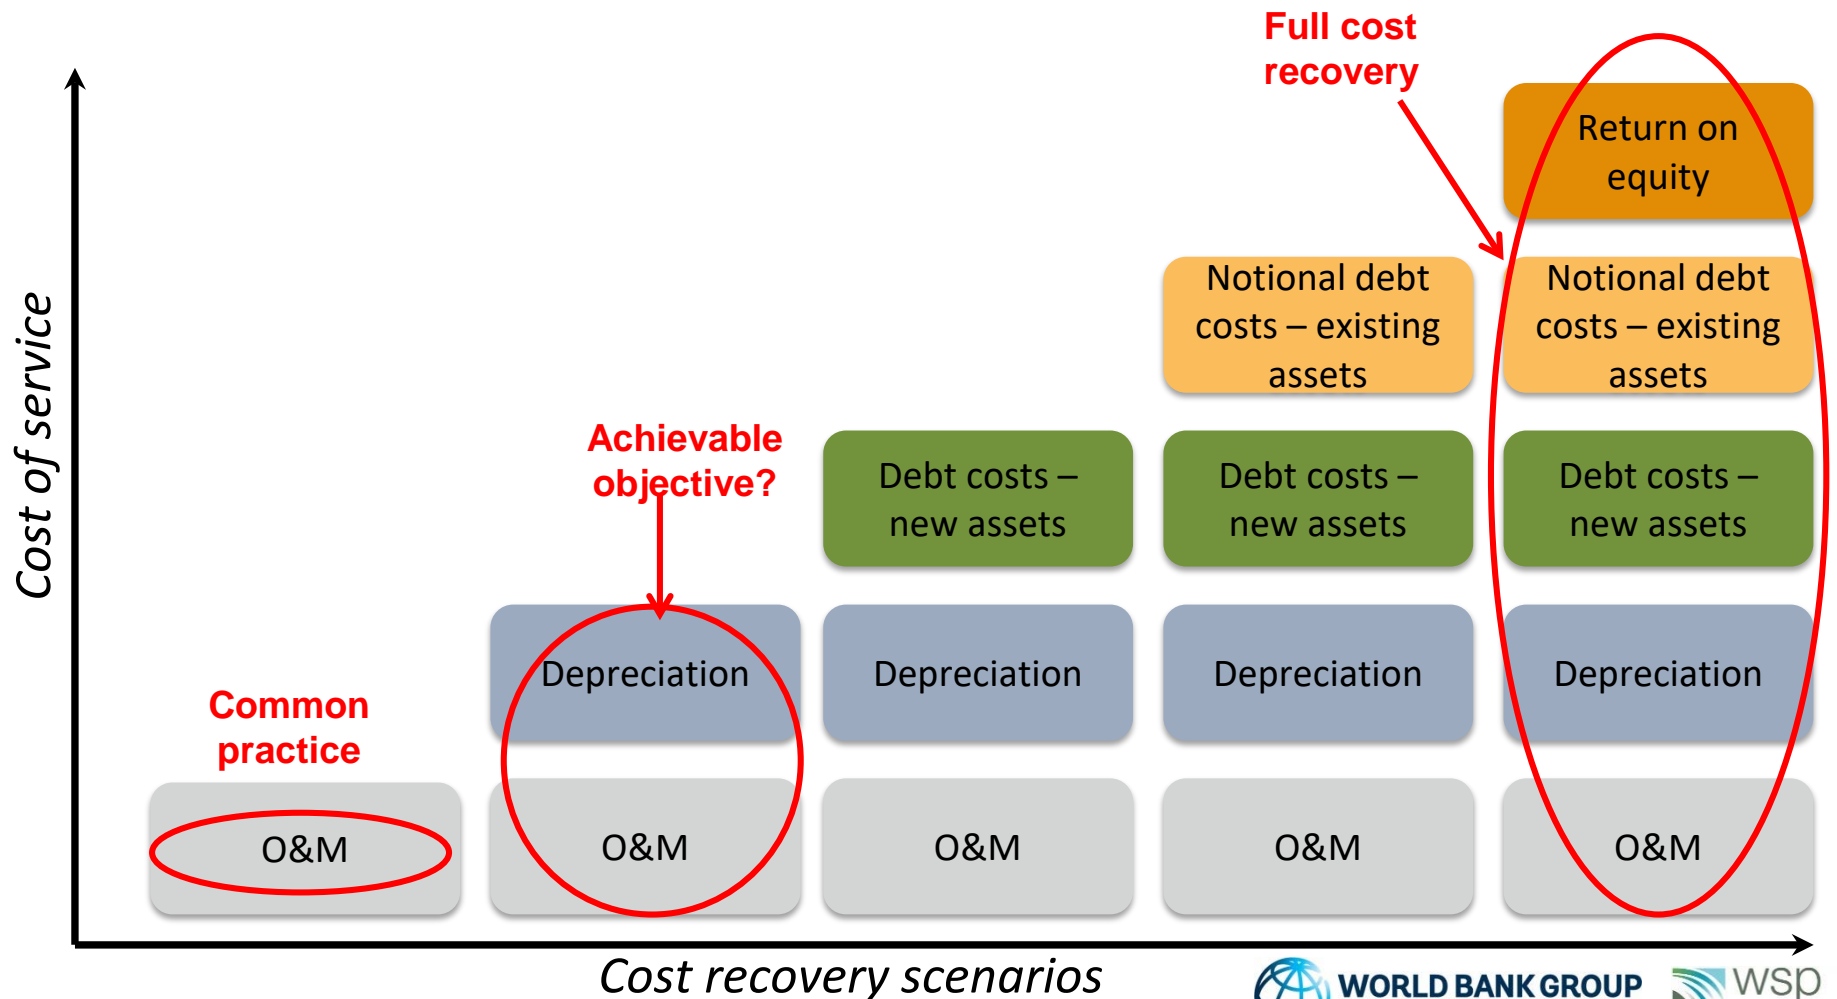 Full cost
recovery
Return on
equity
Notional debt
costs – existing
assets
Notional debt
costs – existing
assets
Achievable
objective?
Debt costs –
new assets
Debt costs –
new assets
Debt costs –
new assets
Depreciation
Depreciation
Depreciation
Depreciation
Common
practice
O&M
O&M
O&M
O&M
O&M
Cost of service
Cost recovery scenarios
WORLD BANK GROUP
wsp